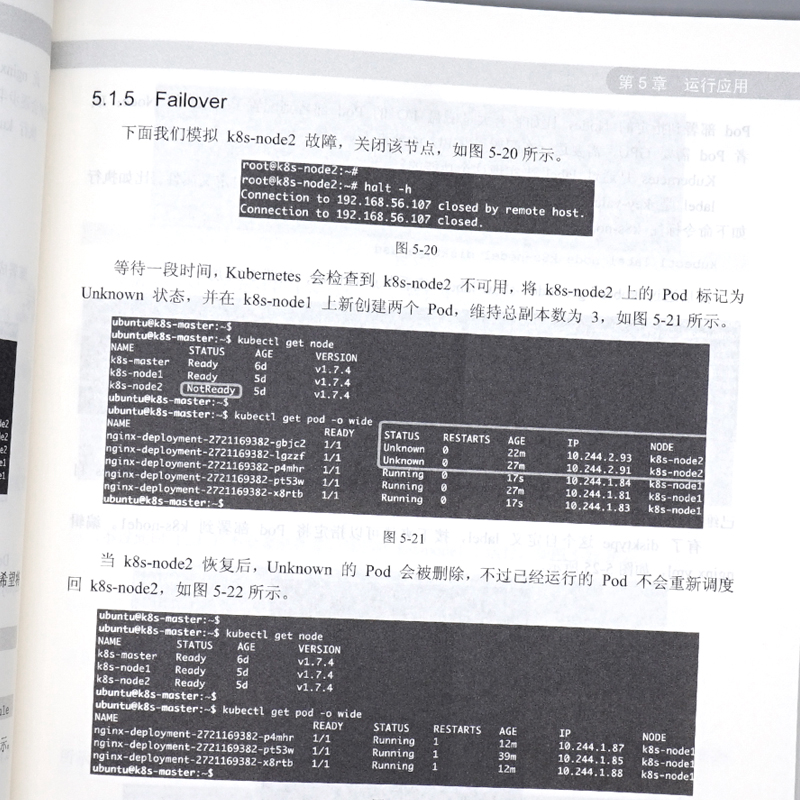 第 5 章 运行应用
5.1.5 Failover
下面我们模拟 k8s-node2 故障，关闭该节点，如图 5-20 所示。
root@k8s-node2:~#
root@k8s-node2:~# halt -h
Connection to 192.168.56.107 closed by remote host.
Connection to 192.168.56.107 closed.
图 5-20
等待一段时间，Kubernetes 会检查到 k8s-node2 不可用，将 k8s-node2 上的 Pod 标记为
Unknown 状态，并在 k8s-node1 上新创建两个 Pod，维持总副本数为 3，如图 5-21 所示。
ubuntu@k8s-master:~$
ubuntu@k8s-master:~$ kubectl get node
NAME STATUS AGE VERSION
k8s-master Ready 6d v1.7.4
k8s-node1 Ready 5d v1.7.4
k8s-node2 NotReady 5d v1.7.4
ubuntu@k8s-master:~$
ubuntu@k8s-master:~$ kubectl get pod -o wide
NAME READY STATUS RESTARTS AGE IP NODE
nginx-deployment-2721169382-gbjc2 1/1 Unknown 0 22m 10.244.2.93 k8s-node2
nginx-deployment-2721169382-lgzzf 1/1 Unknown 0 27m 10.244.2.91 k8s-node2
nginx-deployment-2721169382-p4mhr 1/1 Running 0 17s 10.244.1.84 k8s-node1
nginx-deployment-2721169382-pt53w 1/1 Running 0 27m 10.244.1.81 k8s-node1
nginx-deployment-2721169382-x8rtb 1/1 Running 0 17s 10.244.1.83 k8s-node1
ubuntu@k8s-master:~$
图 5-21
当 k8s-node2 恢复后，Unknown 的 Pod 会被删除，不过已经运行的 Pod 不会重新调度
回 k8s-node2，如图 5-22 所示。
ubuntu@k8s-master:~$
ubuntu@k8s-master:~$ kubectl get node
NAME STATUS AGE VERSION
k8s-master Ready 6d v1.7.4
k8s-node1 Ready 5d v1.7.4
k8s-node2 Ready 5d v1.7.4
ubuntu@k8s-master:~$
ubuntu@k8s-master:~$ kubectl get pod -o wide
NAME READY STATUS RESTARTS AGE IP NODE
nginx-deployment-2721169382-p4mhr 1/1 Running 1 12m 10.244.1.87 k8s-node1
nginx-deployment-2721169382-pt53w 1/1 Running 1 39m 10.244.1.85 k8s-node1
nginx-deployment-2721169382-x8rtb 1/1 Running 1 12m 10.244.1.88 k8s-node1
ubuntu@k8s-master:~$